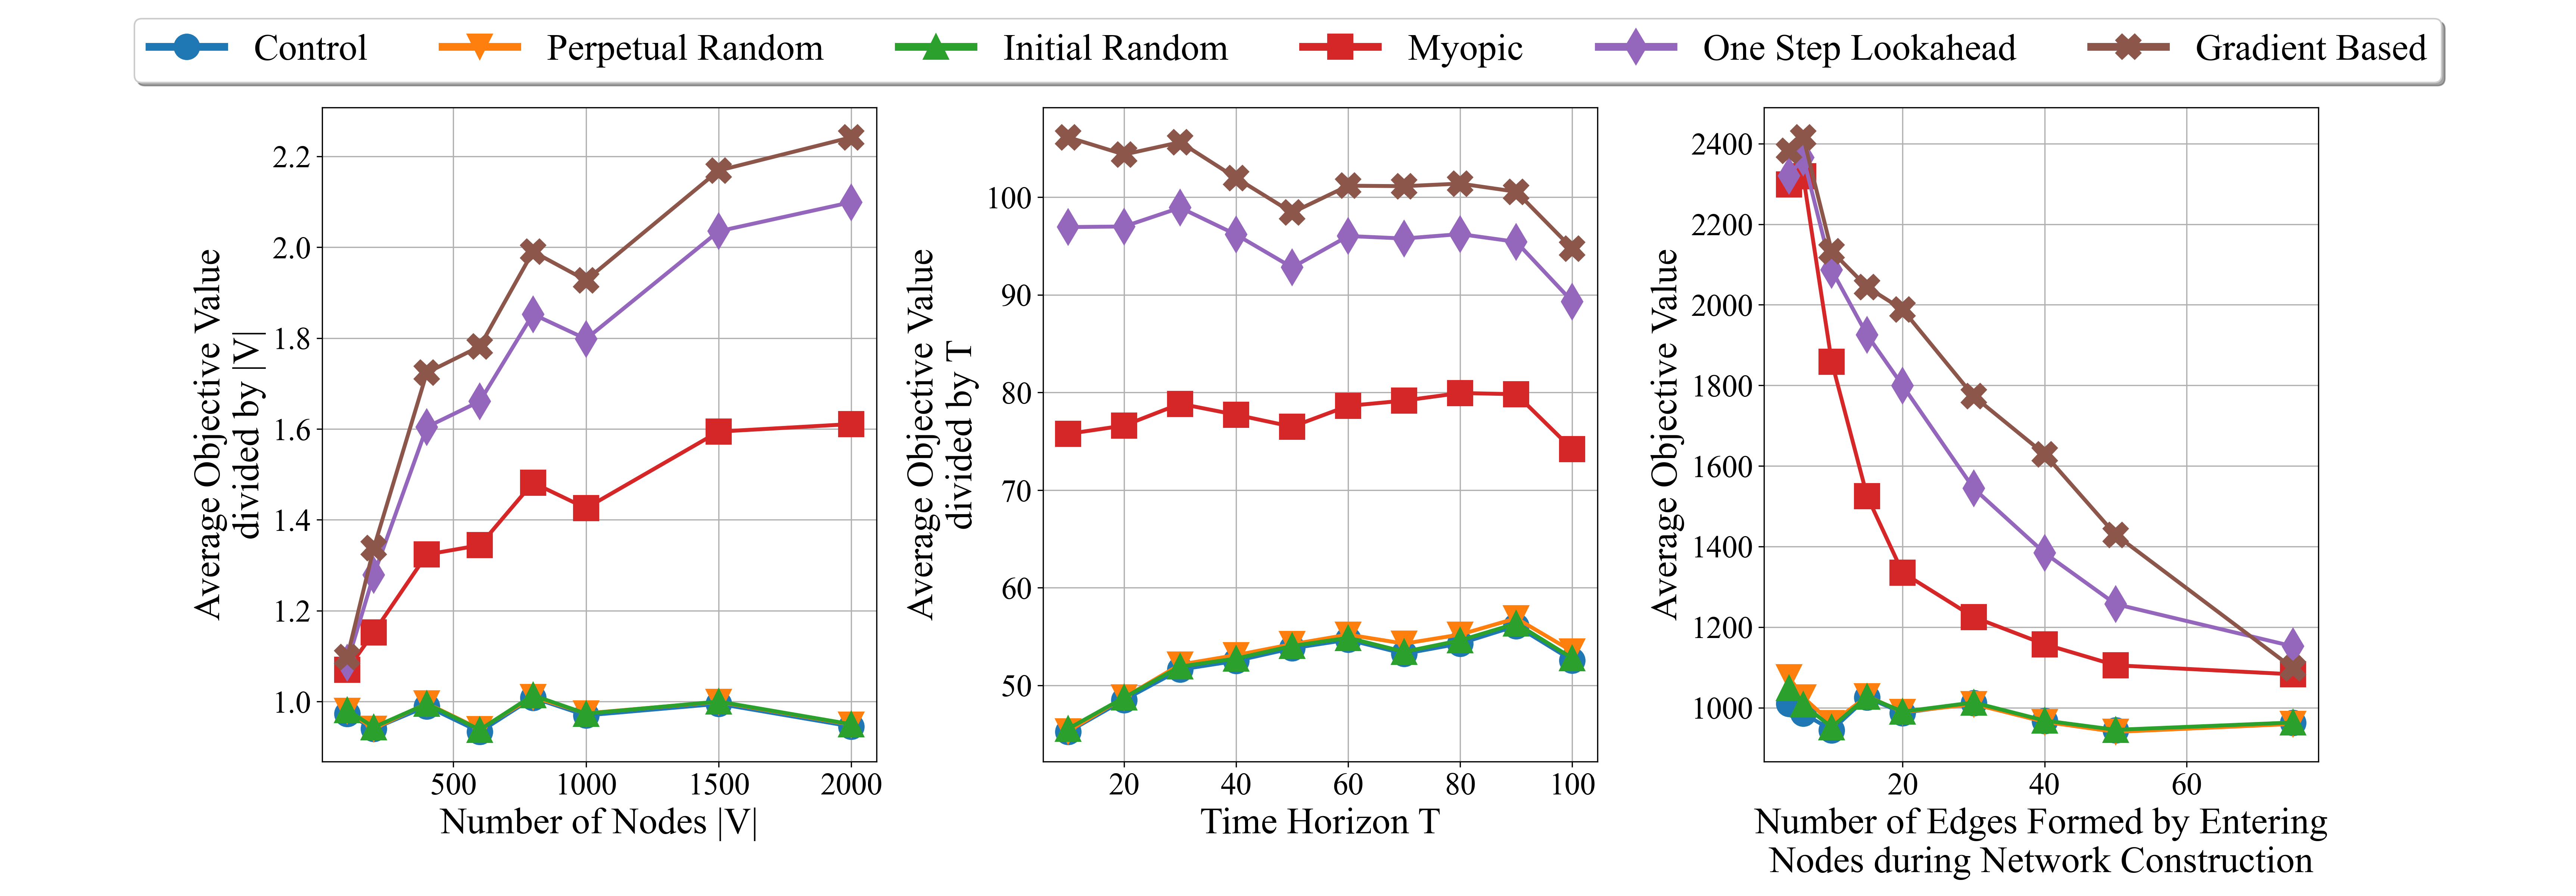 Control Perpetual Random Initial Random Myopic One Step Lookahead Gradient Based
Average Objective Value
divided by |V|
2.2
2.0
1.8
1.6
1.4
1.2
1.0
500 1000 1500 2000
Number of Nodes |V|
Average Objective Value
divided by T
100
90
80
70
60
50
20 40 60 80 100
Time Horizon T
Average Objective Value
2400
2200
2000
1800
1600
1400
1200
1000
20 40 60
Number of Edges Formed by Entering
Nodes during Network Construction